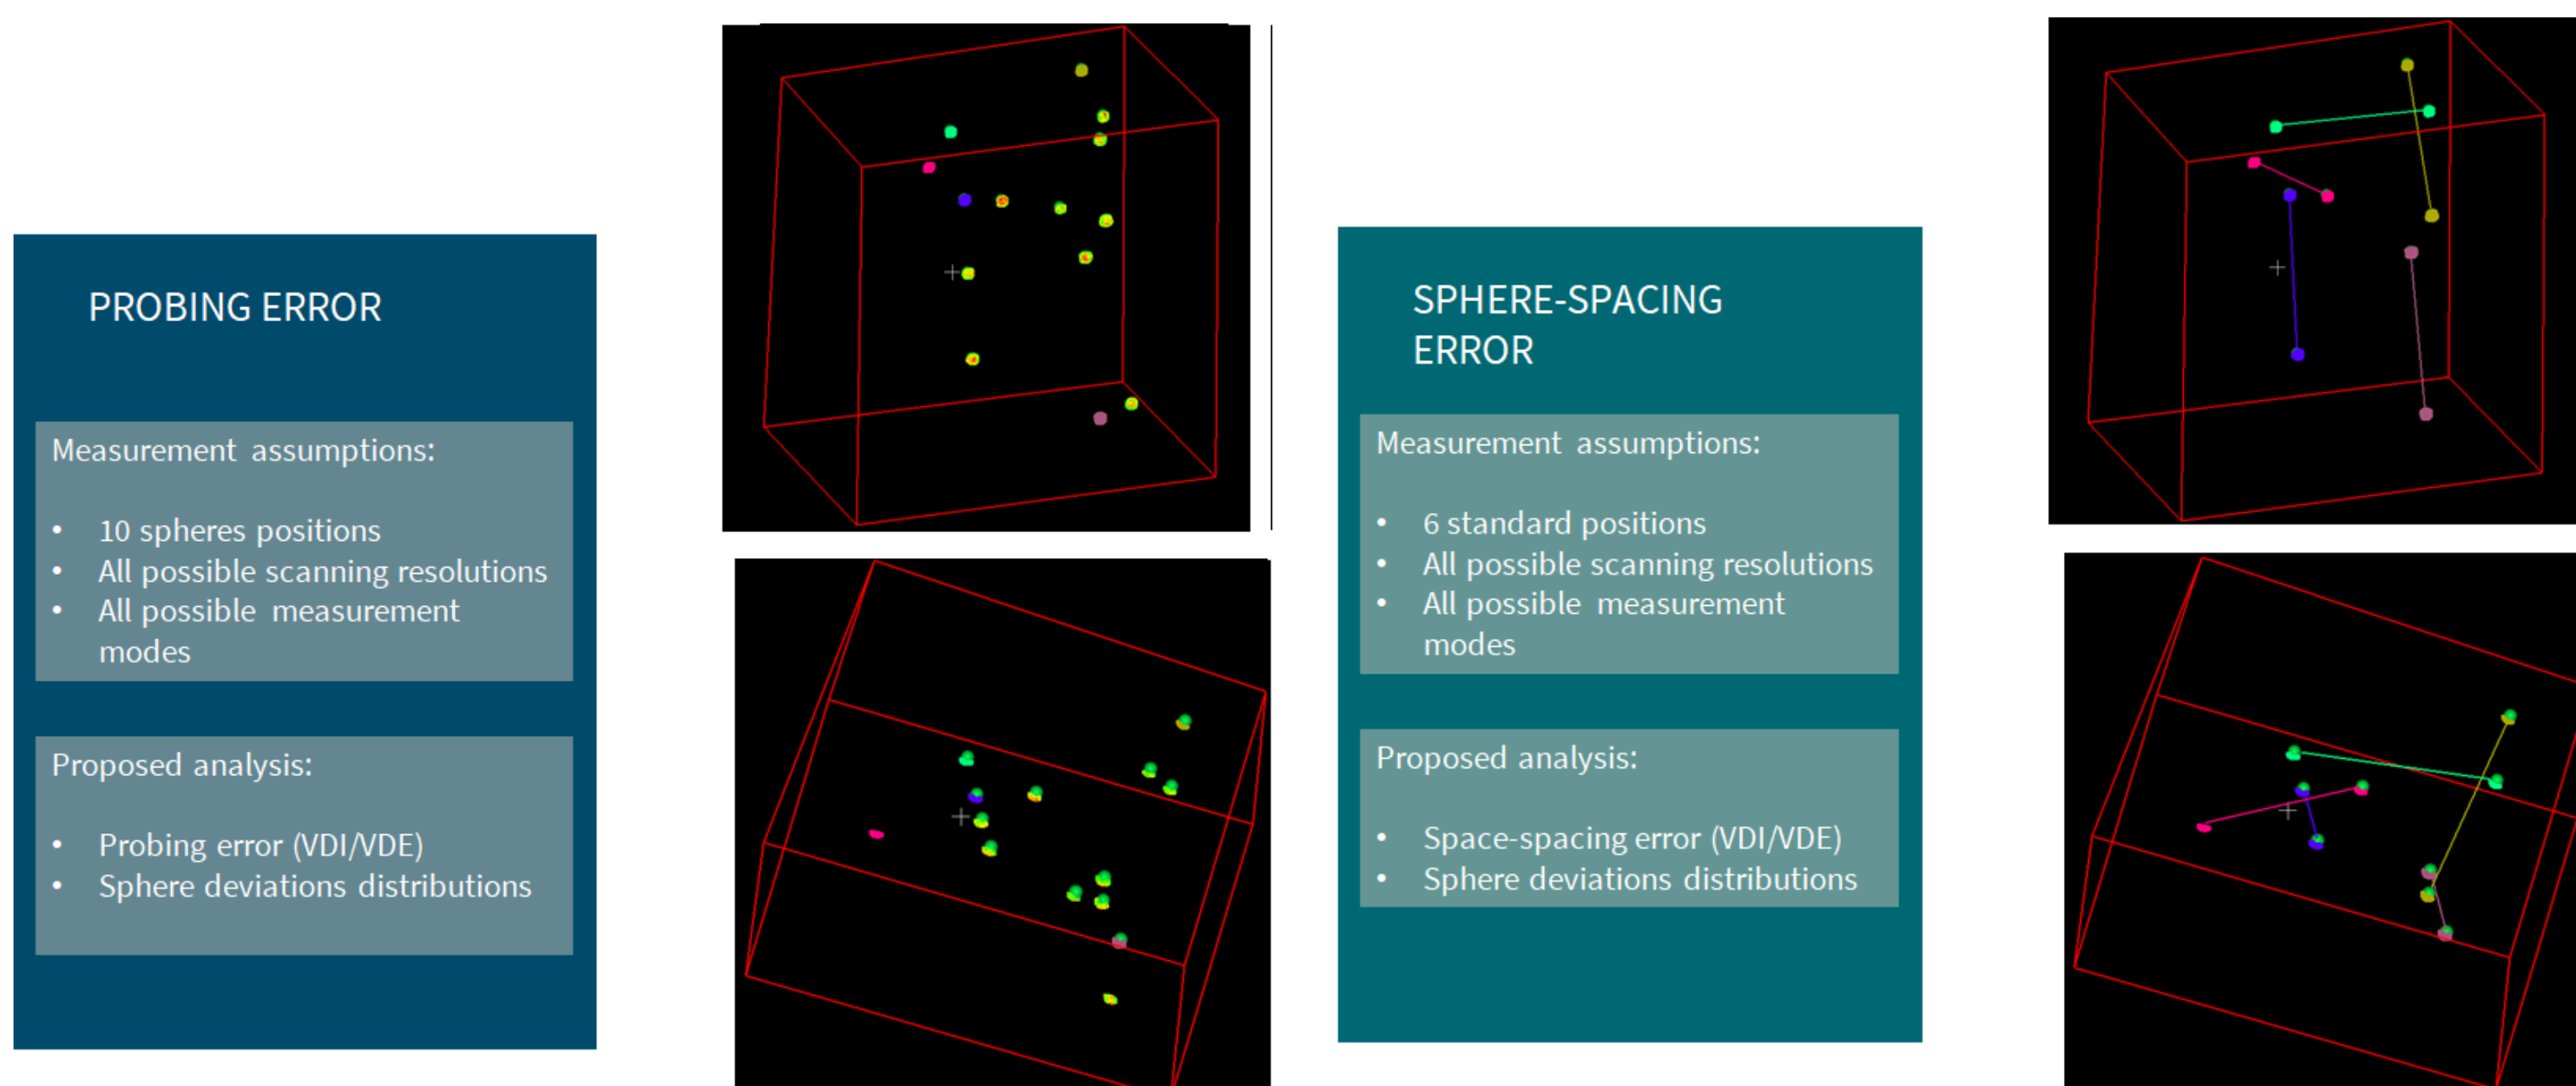 PROBING ERROR
Measurement assumptions:
• 10 spheres positions
• All possible scanning resolutions
• All possible measurement
modes
Proposed analysis:
• Probing error (VDI/VDE)
• Sphere deviations distributions
SPHERE-SPACING
ERROR
Measurement assumptions:
• 6 standard positions
• All possible scanning resolutions
• All possible measurement
modes
Proposed analysis:
• Space-spacing error (VDI/VDE)
• Sphere deviations distributions